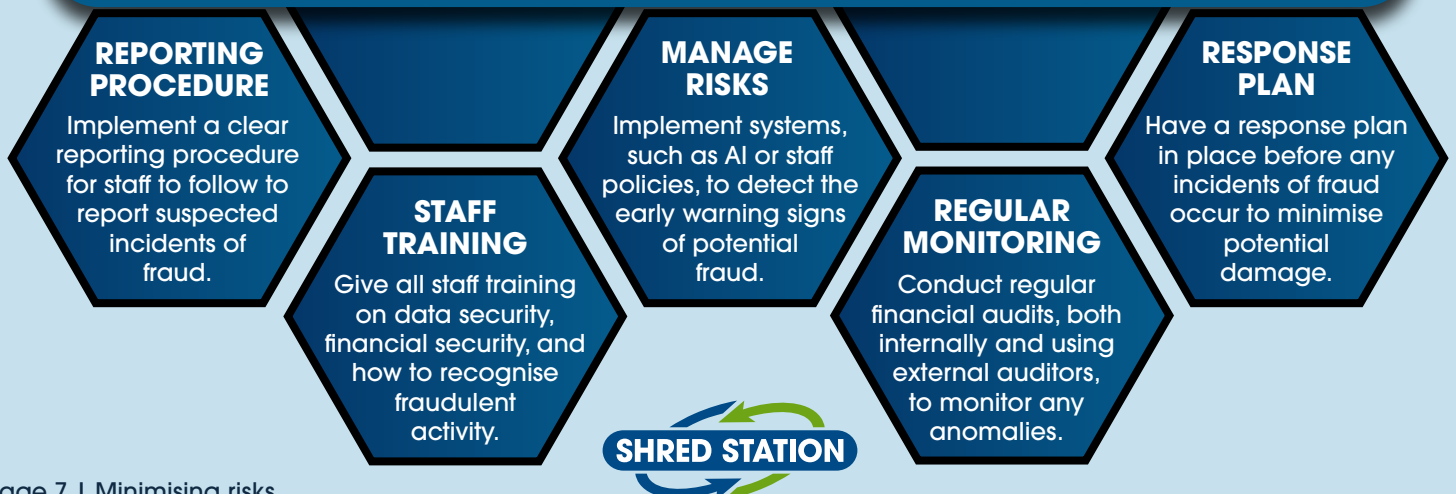 REPORTING
PROCEDURE
Implement a clear
reporting procedure
for staff to follow to
report suspected
incidents of
fraud.
STAFF
TRAINING
Give all staff training
on data security,
financial security, and
how to recognise
fraudulent
activity.
MANAGE
RISKS
Implement systems,
such as AI or staff
policies, to detect the
early warning signs
of potential
fraud.
REGULAR
MONITORING
Conduct regular
financial audits, both
internally and using
external auditors,
to monitor any
anomalies.
RESPONSE
PLAN
Have a response plan
in place before any
incidents of fraud
occur to minimise
potential
damage.
SHRED STATION
age 7 | Minimising risks